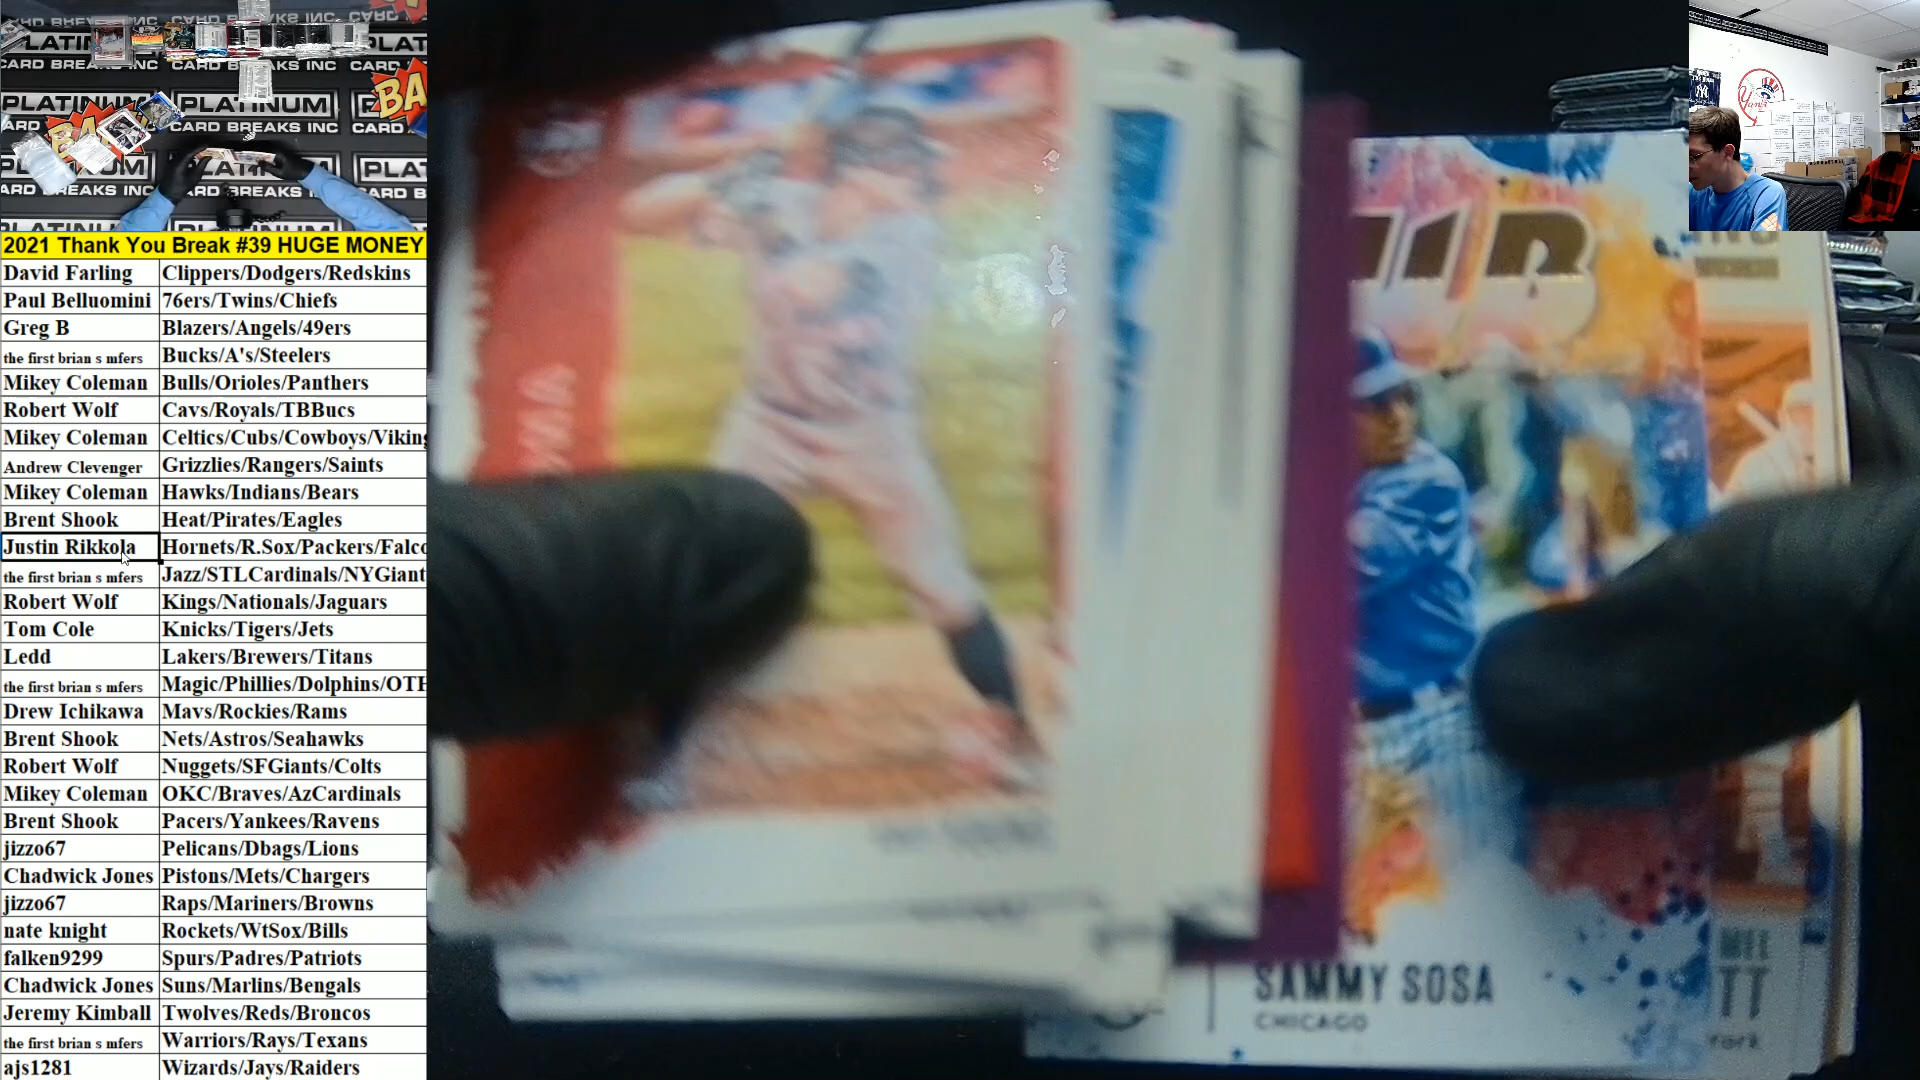 PLATINUM
CARD BREAKS INC
2021 Thank You Break #39 HUGE MONEY
David Farling Clippers/Dodgers/Redskins
Paul Belluomini 76ers/Twins/Chiefs
Greg B Blazers/Angels/49ers
the first brian s mfers Bucks/A's/Steelers
Mikey Coleman Bulls/Orioles/Panthers
Robert Wolf Cavs/Royals/TBBucs
Mikey Coleman Celtics/Cubs/Cowboys/Viking
Andrew Clevenger Grizzlies/Rangers/Saints
Mikey Coleman Hawks/Indians/Bears
Brent Shook Heat/Pirates/Eagles
Justin Rikkola Hornets/R.Sox/Packers/Falco
the first brian s mfers Jazz/STLCardinals/NYGiant
Robert Wolf Kings/Nationals/Jaguars
Tom Cole Knicks/Tigers/Jets
Ledd Lakers/Brewers/Titans
the first brian s mfers Magic/Phillies/Dolphins/OTH
Drew Ichikawa Mavs/Rockies/Rams
Brent Shook Nets/Astros/Seahawks
Robert Wolf Nuggets/SFGiants/Colts
Mikey Coleman OKC/Braves/AzCardinals
Brent Shook Pacers/Yankees/Ravens
jizzo67 Pelicans/Dbags/Lions
Chadwick Jones Pistons/Mets/Chargers
jizzo67 Raps/Mariners/Browns
nate knight Rockets/WtSox/Bills
falken9299 Spurs/Padres/Patriots
Chadwick Jones Suns/Marlins/Bengals
Jeremy Kimball Twolves/Reds/Broncos
the first brian s mfers Warriors/Rays/Texans
ajs1281 Wizards/Jays/Raiders
SAMMY SOSA
CHICAGO
MEL
TT
York